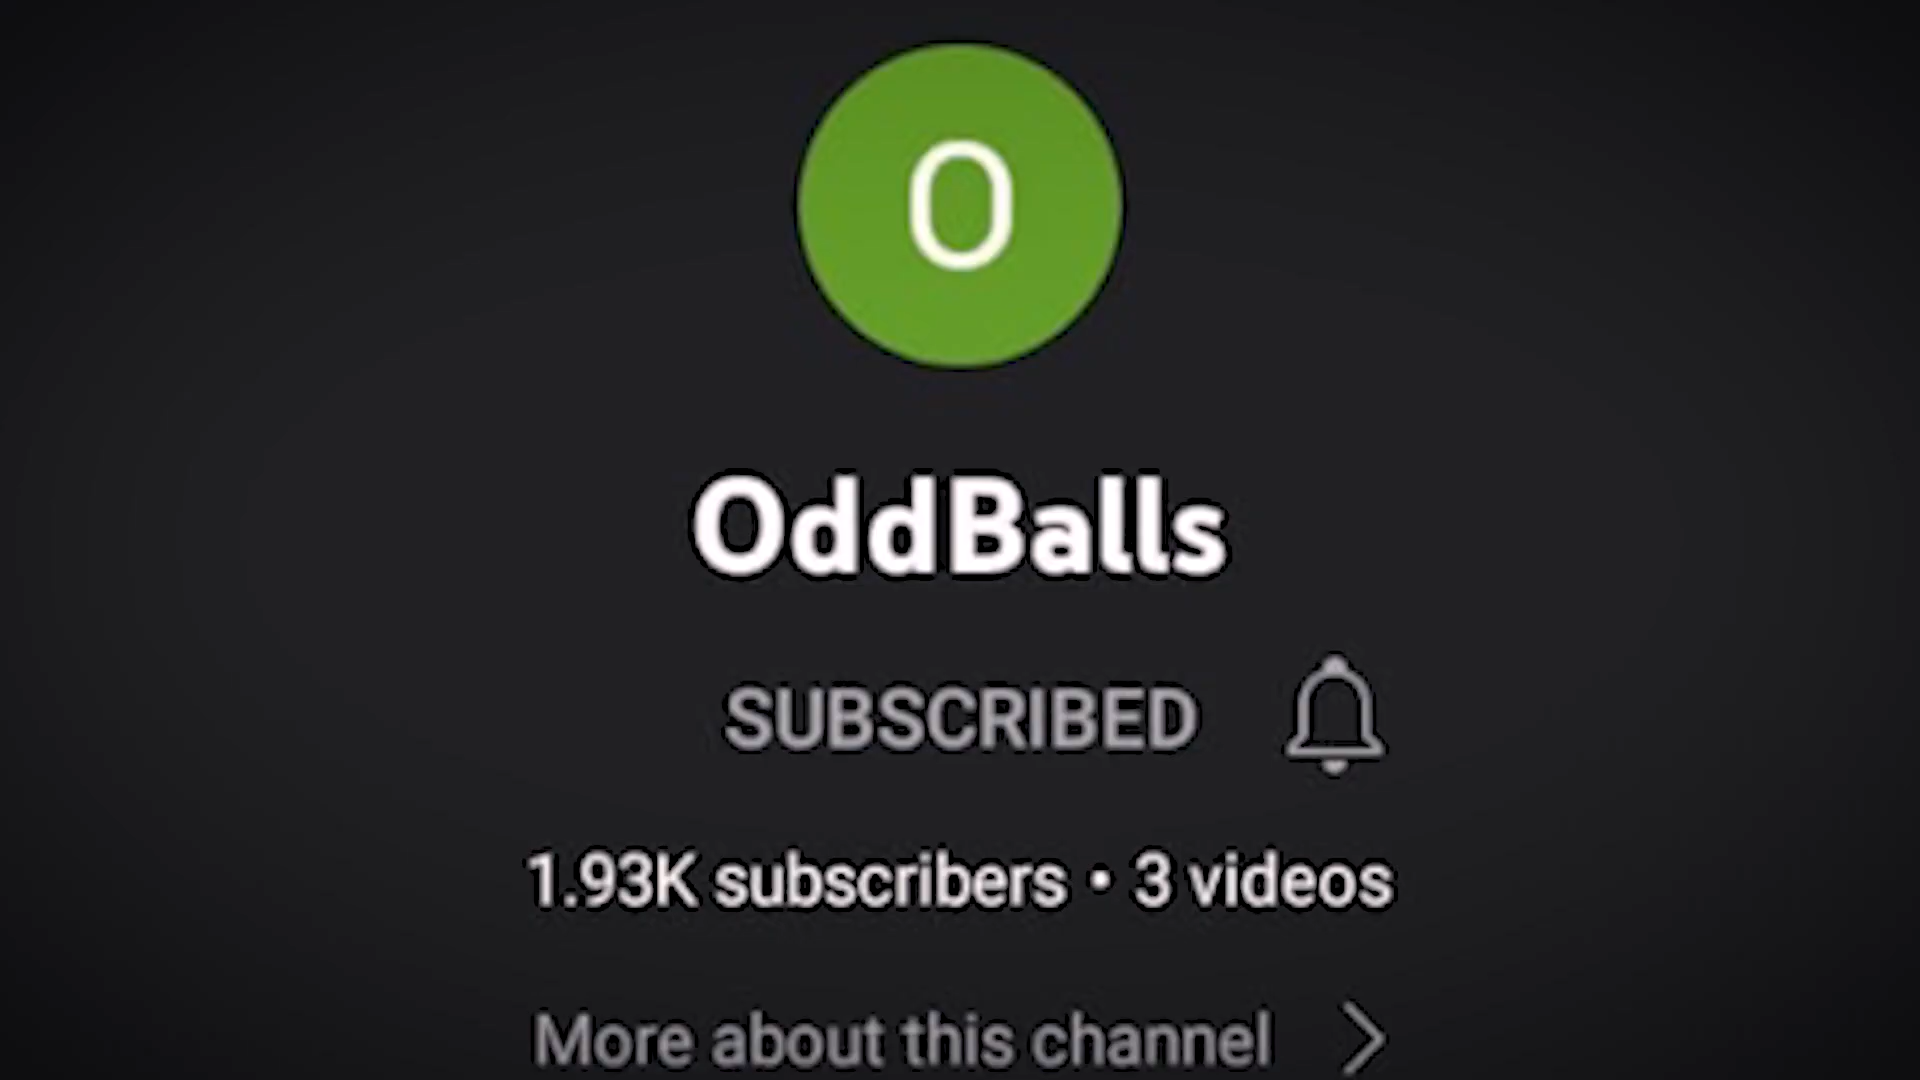 O
OddBalls
SUBSCRIBED
1.93K subscribers • 3 videos
More about this channel